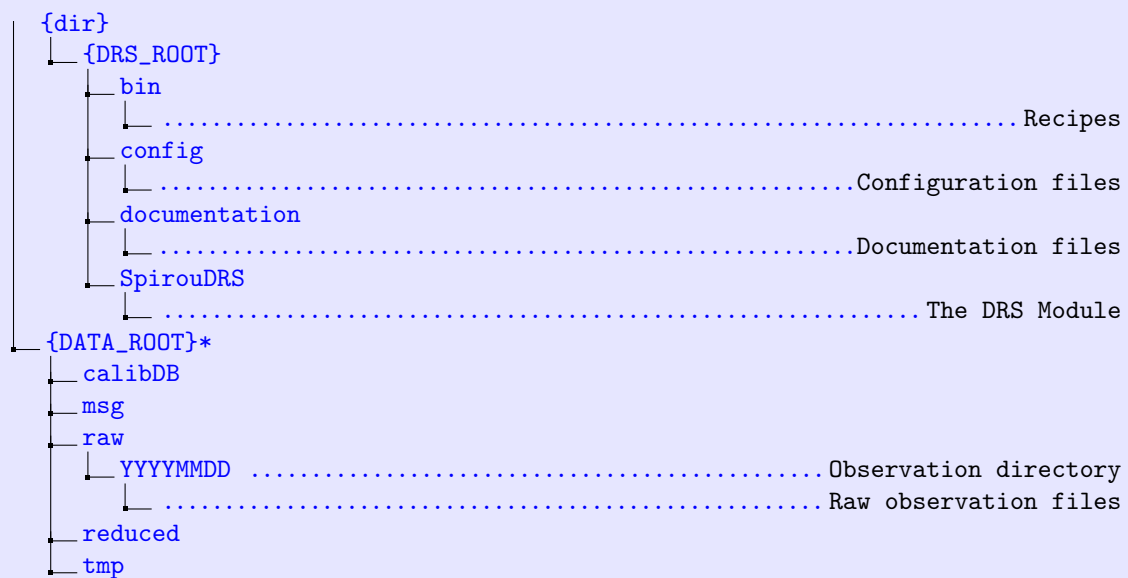 {dir}
{DRS_ROOT}
bin
........................................................................ Recipes
config
.......................................................... Configuration files
documentation
.......................................................... Documentation files
SpirouDRS
................................................................ The DRS Module
{DATA_ROOT}*
calibDB
msg
raw
YYYYMMDD ................................................ Observation directory
........................................................ Raw observation files
reduced
tmp